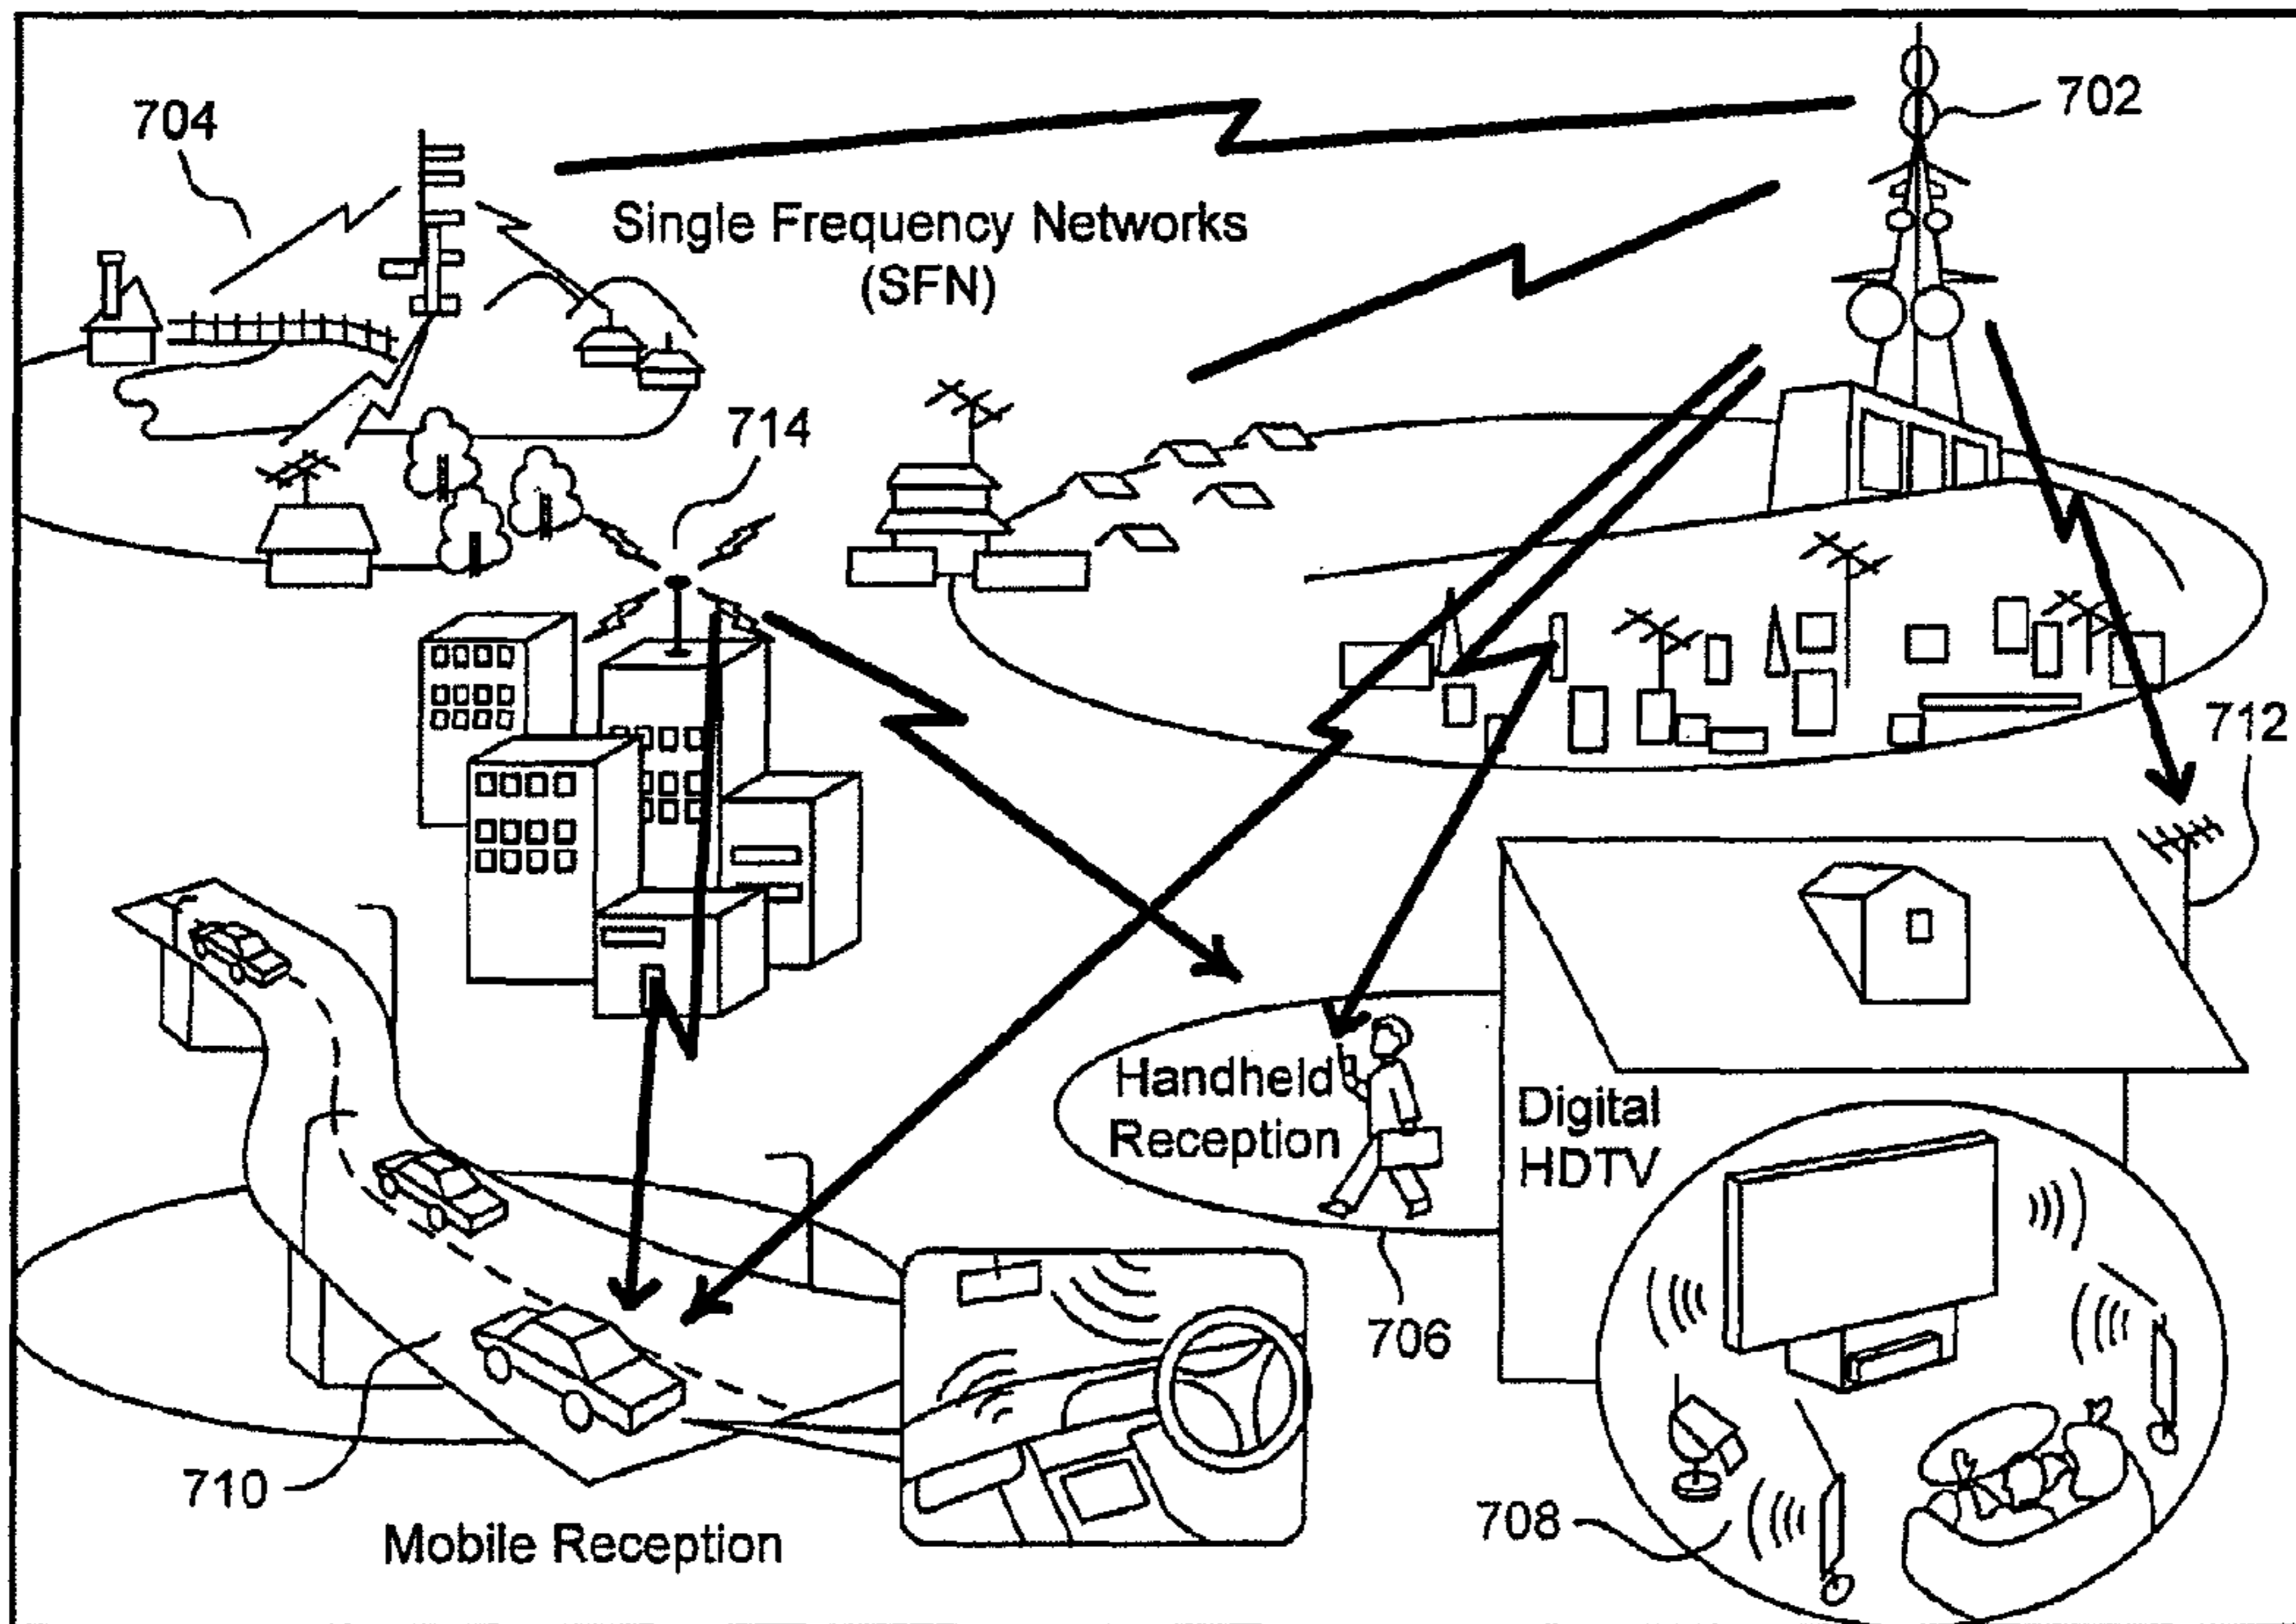 702
704
Single Frequency Networks
(SFN)
714
712
Handheld
Reception
Digital
HDTV
706
710
708
Mobile Reception